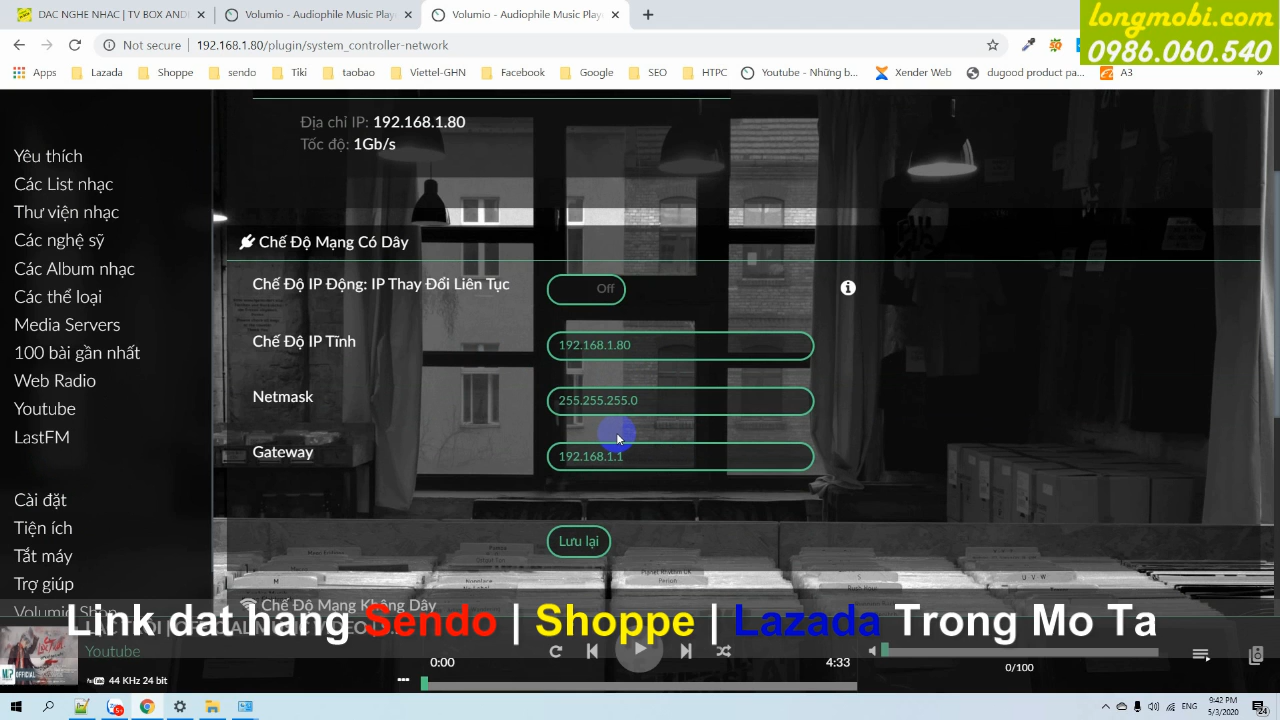 DAC NHẠC | TV BOX AND
Volumio - Audiophile Music Play
Volumio - Audiophile Music Play
longmobi.com
0986.060.540
Not secure | 192.168.1.80/plugin/system_controller-network
Apps
Lazada
Shoppe
sendo
Tiki
taobao
Viettel-GHN
Facebook
Google
SEO
HTPC
Youtube - Những b...
Xender Web
dugood product pa...
A3
»
Địa chỉ IP: 192.168.1.80
Tốc độ: 1Gb/s
Yêu thích
Các List nhạc
Thư viện nhạc
Các nghệ sỹ
Các Album nhạc
Các thể loại
Media Servers
100 bài gần nhất
Web Radio
Youtube
LastFM
Cài đặt
Tiện ích
Tắt máy
Trợ giúp
Volumio Shop
Chế Độ Mạng Có Dây
Chế Độ IP Động: IP Thay Đổi Liên Tục
Off
Chế Độ IP Tĩnh
192.168.1.80
Netmask
255.255.255.0
Gateway
192.168.1.1
Lưu lại
Chế Độ Mạng Không Dây
Link dat hang Sendo | Shoppe | Lazada Trong Mo Ta
Youtube
44 KHz 24 bit
0:00
4:33
0/100
ENG
9:42 PM
5/3/2020
24